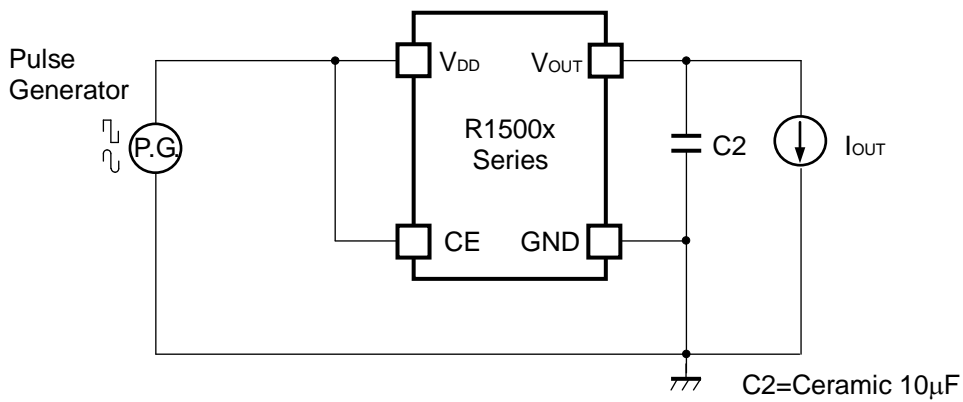 Pulse
Generator
P.G.
VDD
VOUT
R1500x
Series
CE
GND
C2
IOUT
C2=Ceramic 10μF